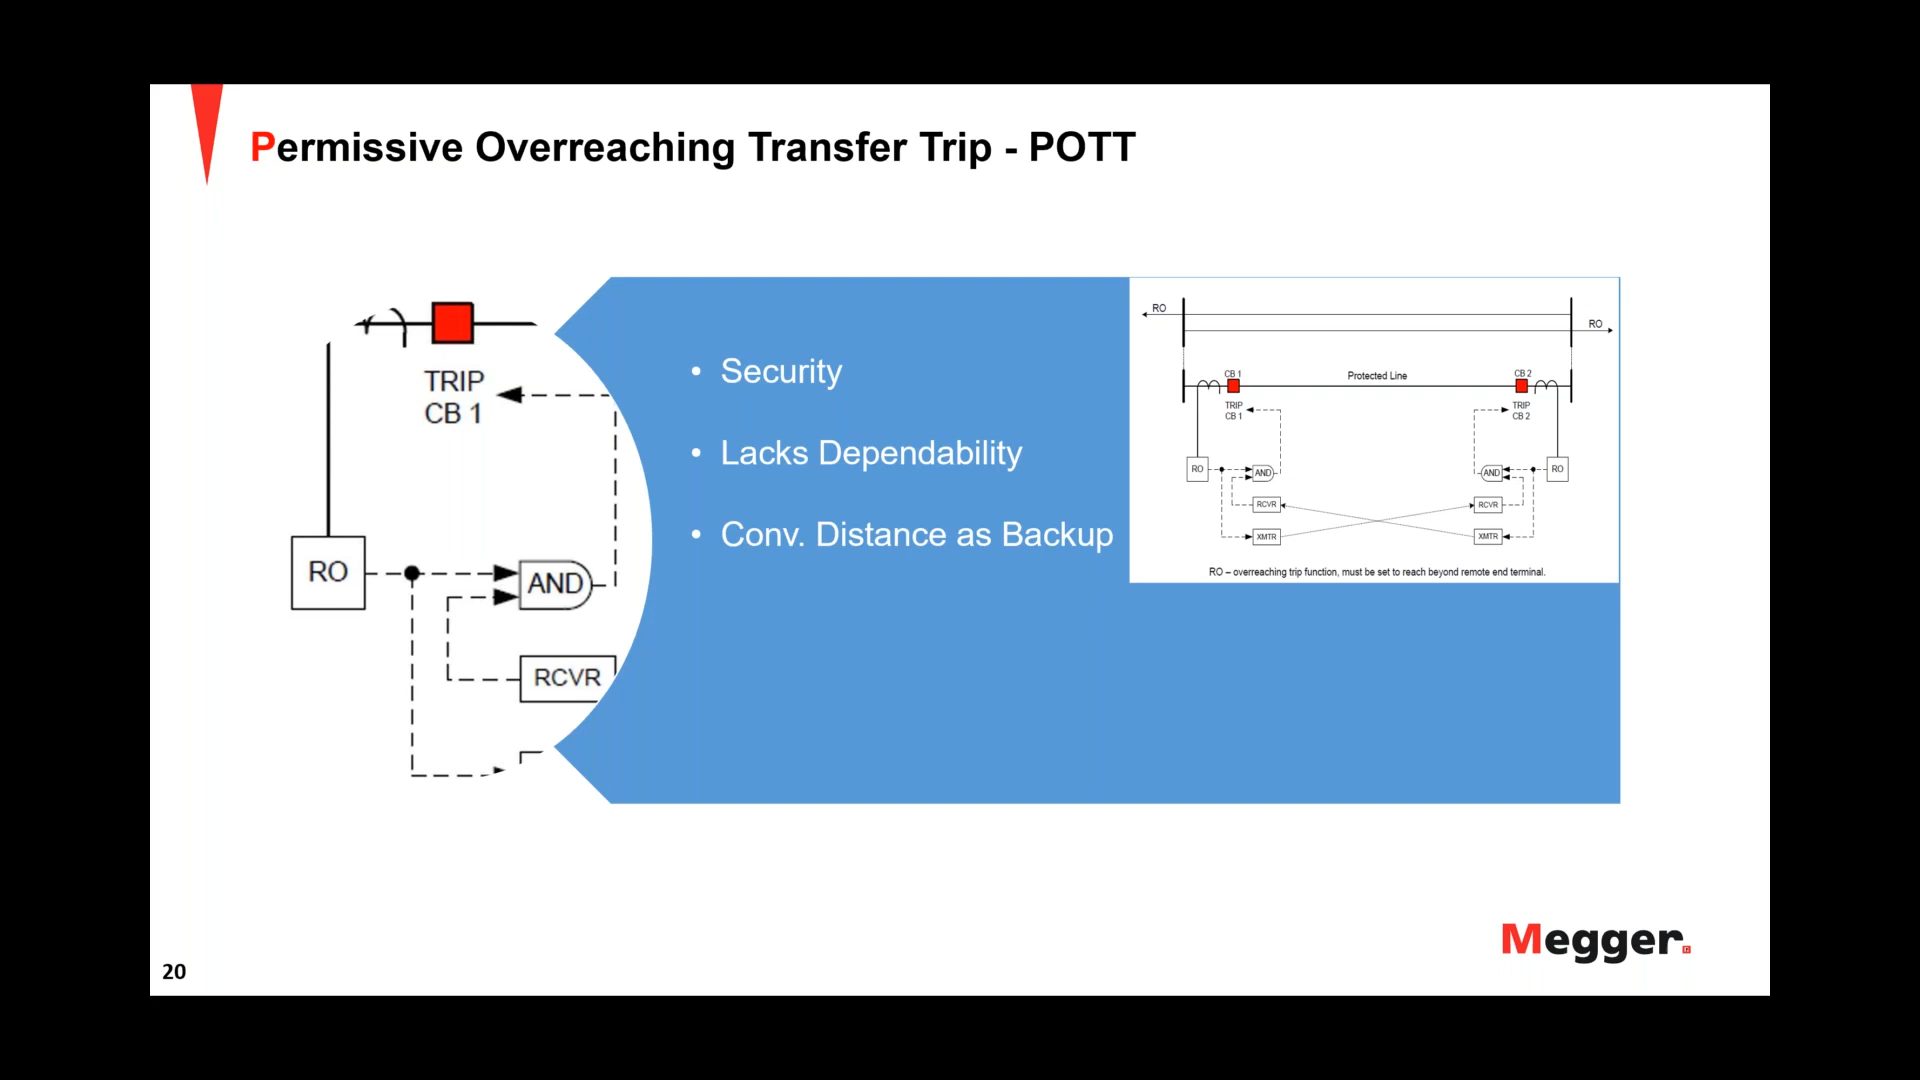 Permissive Overreaching Transfer Trip - POTT
TRIP
CB 1
RO
AND
RCVR
• Security
• Lacks Dependability
• Conv. Distance as Backup
RO
RO
CB 1
Protected Line
CB 2
TRIP
CB 1
TRIP
CB 2
RO
AND
AND
RO
RCVR
RCVR
XMTR
XMTR
RO – overreaching trip function, must be set to reach beyond remote end terminal.
Megger.
20